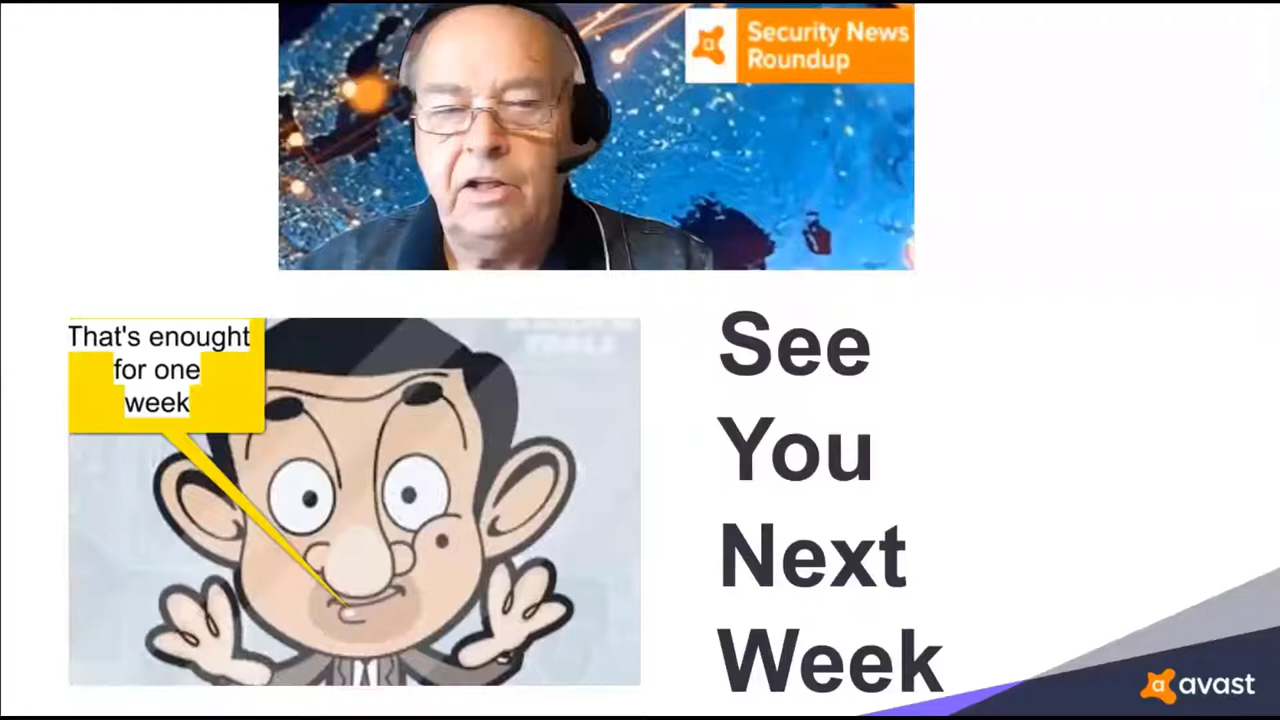 Security News
Roundup
That's enought
for one
week
See
You
Next
Week
avast